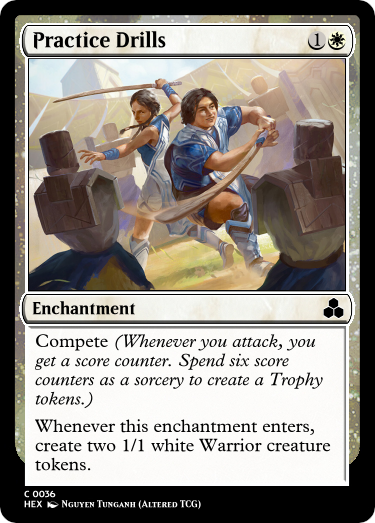 Practice Drills 1
Enchantment
Compete (Whenever you attack, you
get a score counter. Spend six score
counters as a sorcery to create a Trophy
tokens.)
Whenever this enchantment enters,
create two 1/1 white Warrior creature
tokens.
C 0036
HEX Nguyen Tunganh (Altered TCG)